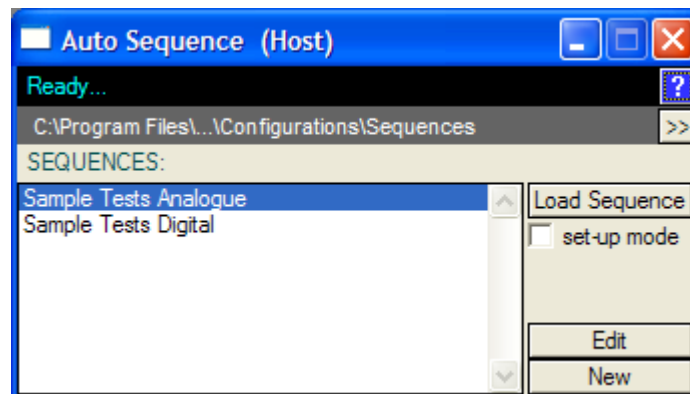 Auto Sequence (Host)
Ready...
?
C:\Program Files\...\Configurations\Sequences
>>
SEQUENCES:
Sample Tests Analogue
Sample Tests Digital
Load Sequence
set-up mode
Edit
New